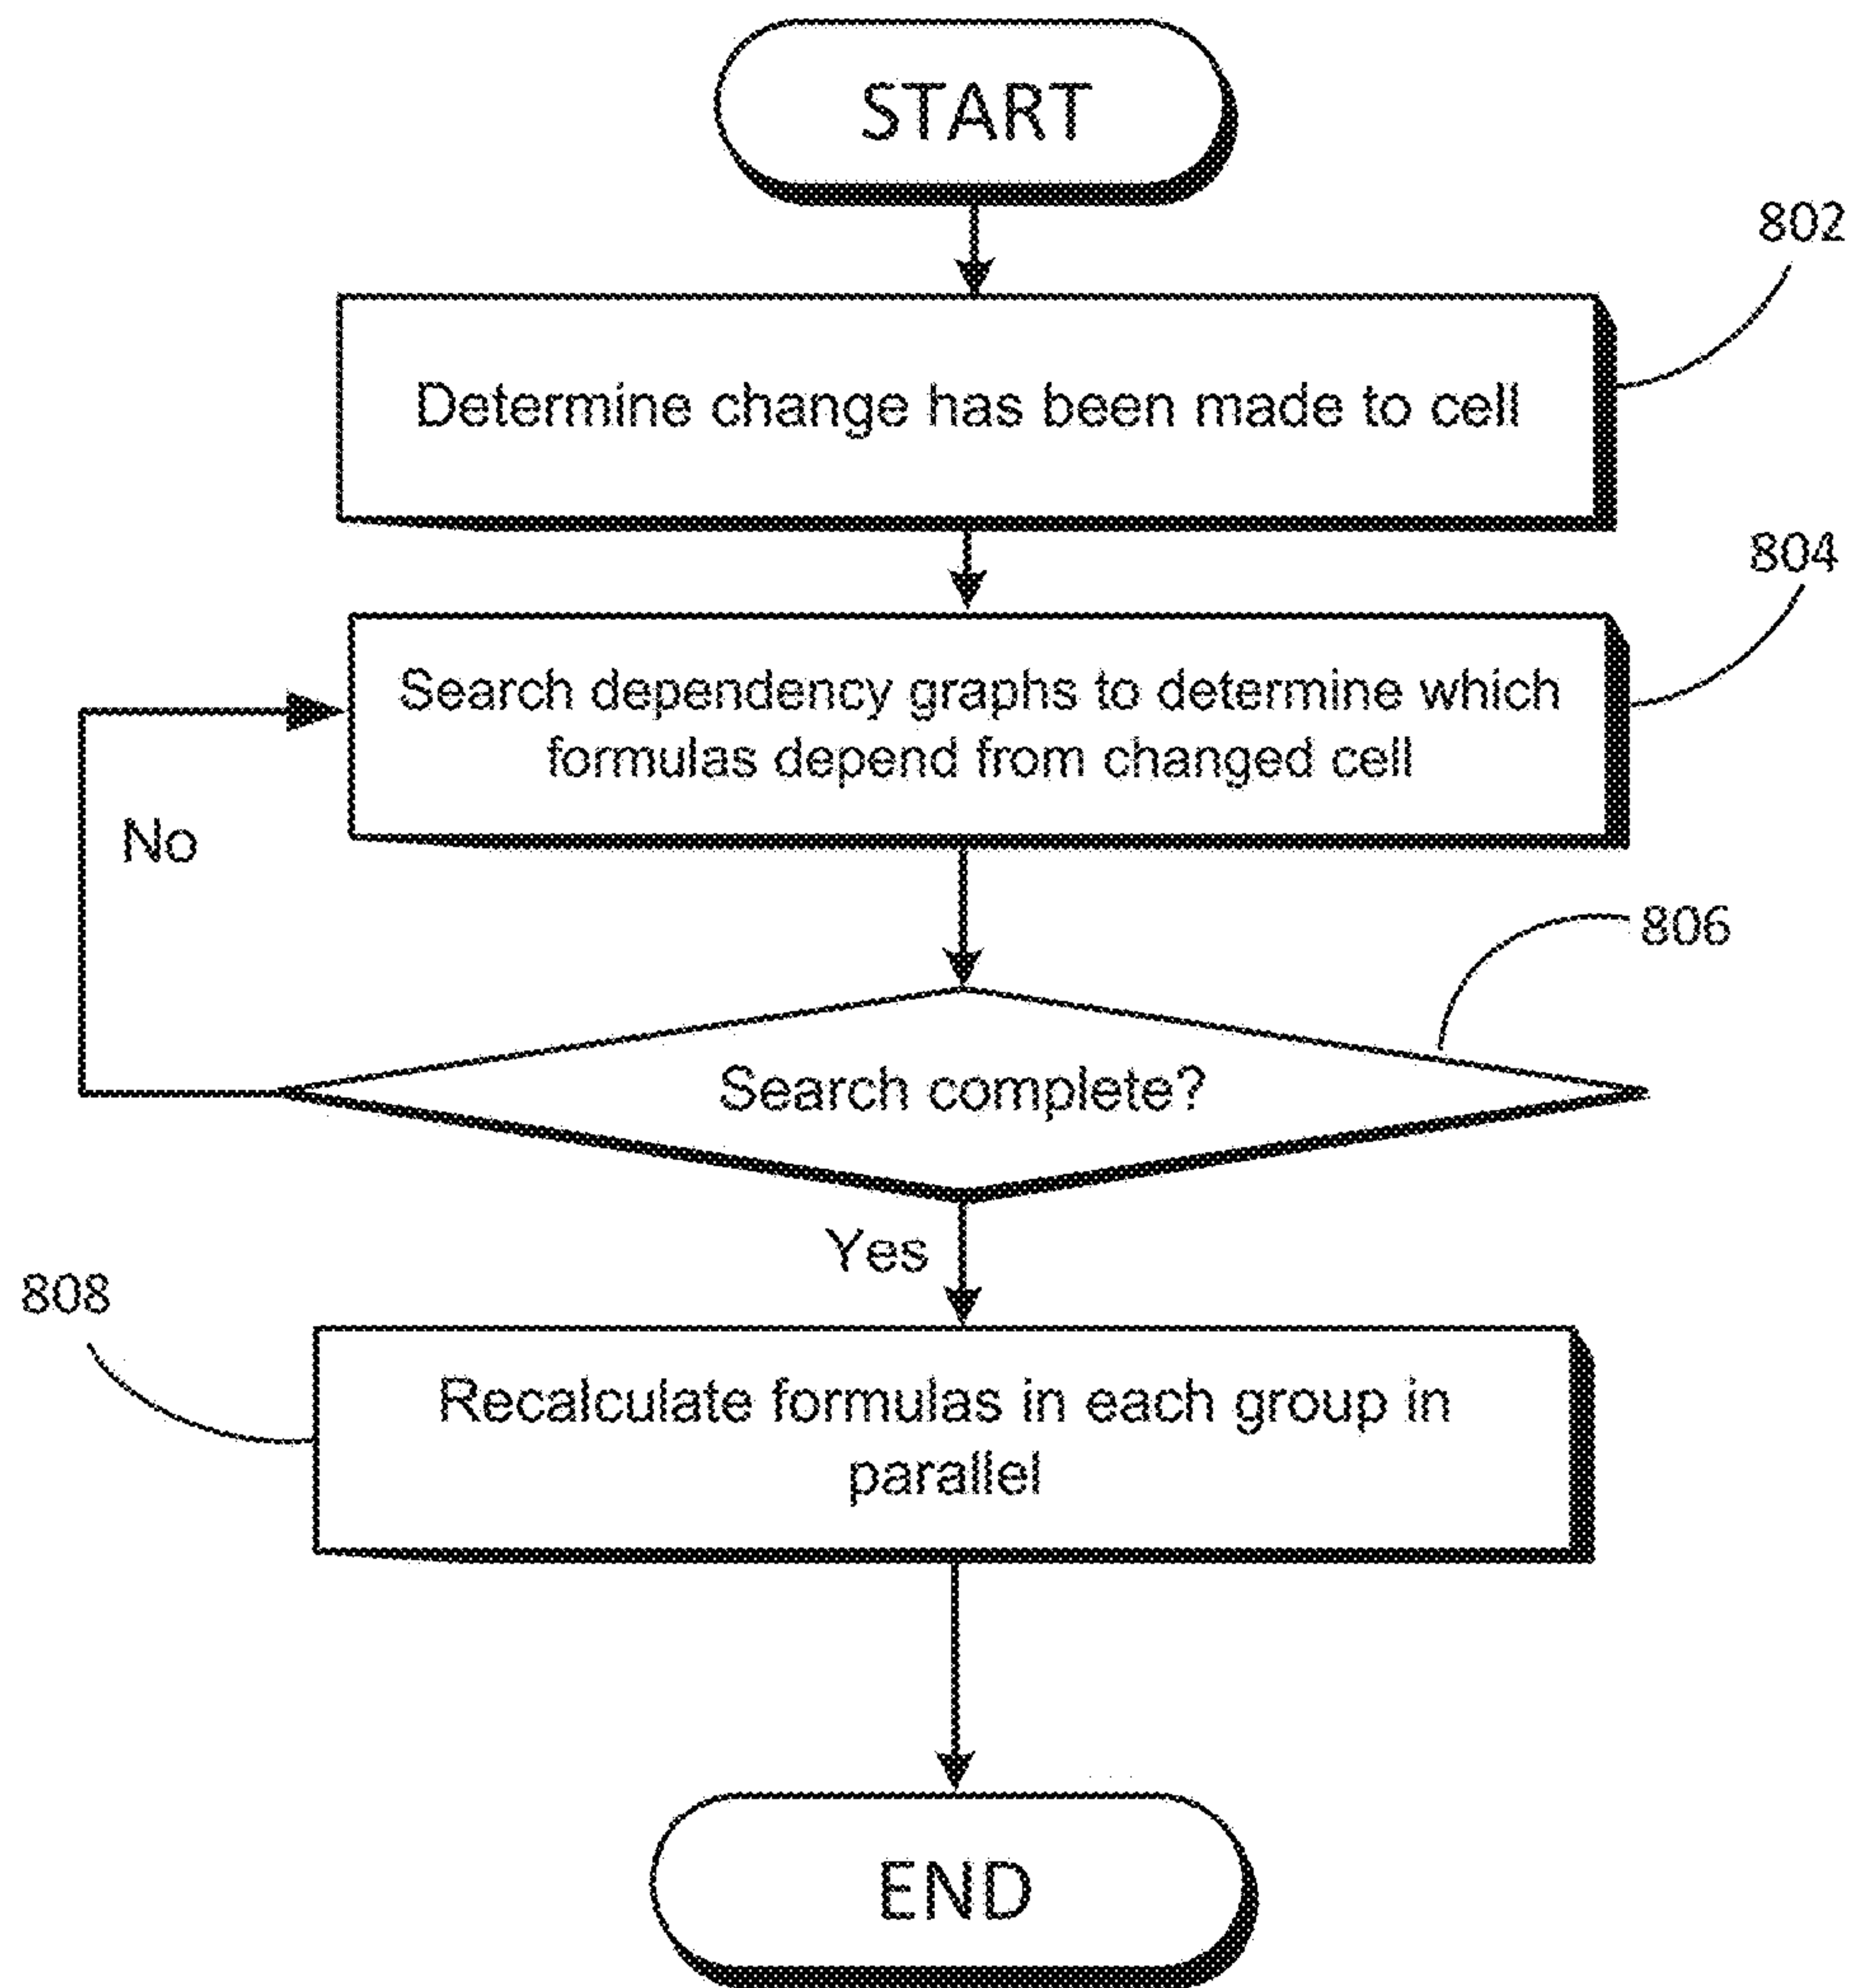 START
802
Determine change has been made to cell
804
Search dependency graphs to determine which
formulas depend from changed cell
No
806
Search complete?
Yes
808
Recalculate formulas in each group in
parallel
END